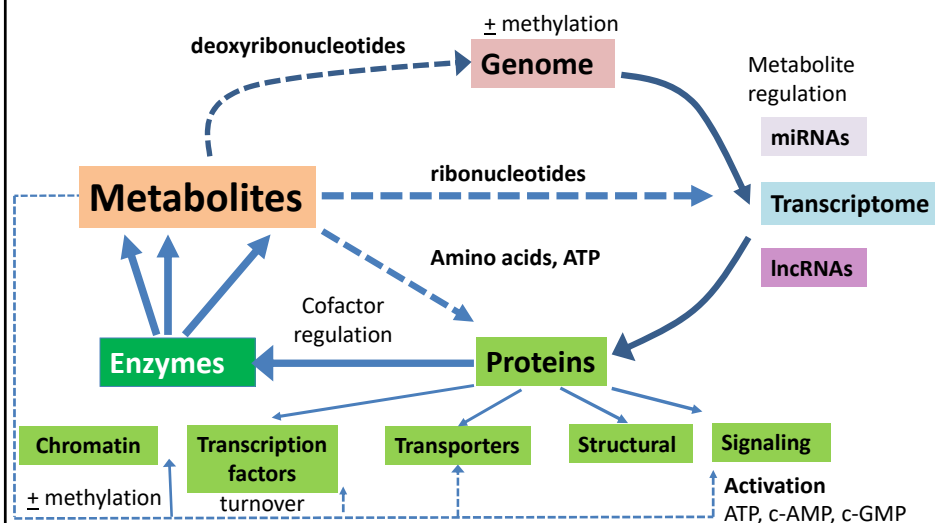 deoxyribonucleotides
± methylation
Genome
Metabolite
regulation
miRNAs
ribonucleotides
Metabolites
Transcriptome
Amino acids, ATP
lncRNAs
Cofactor
regulation
Enzymes
Proteins
Chromatin
Transcription
factors
Transporters
Structural
Signaling
± methylation
turnover
Activation
ATP, c-AMP, c-GMP